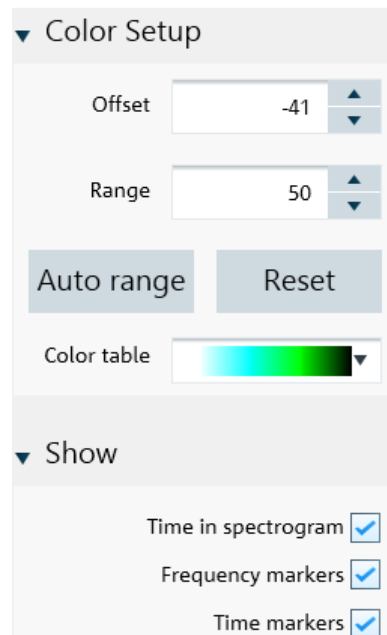 Color Setup
Offset -41
Range 50
Auto range Reset
Color table
Show
Time in spectrogram
Frequency markers
Time markers